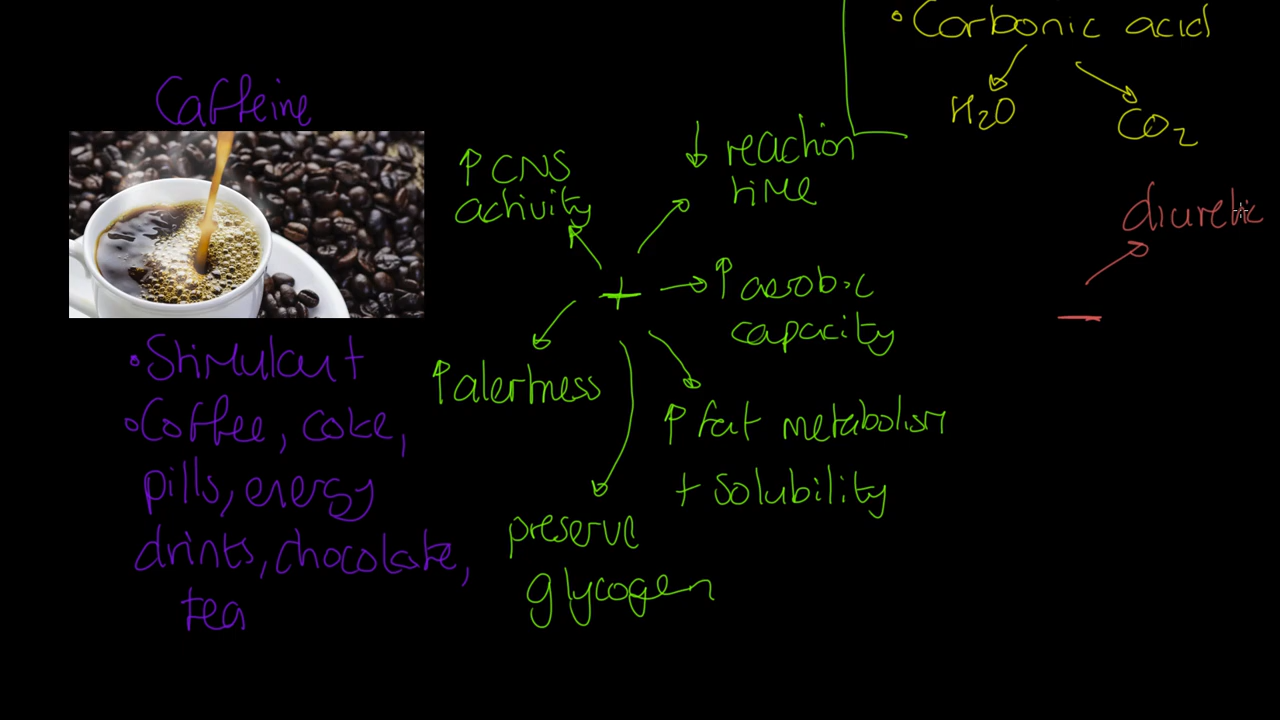 Caffeine
• Stimulant
• Coffee, coke,
pills, energy
drinks, chocolate,
tea
↑ CNS
activity
↓ reaction
time
+
↑ aerobic
capacity
↑ alertness
↑ fat metabolism
+ solubility
preserve
glycogen
• Carbonic acid
H2O
CO2
diuretic
−